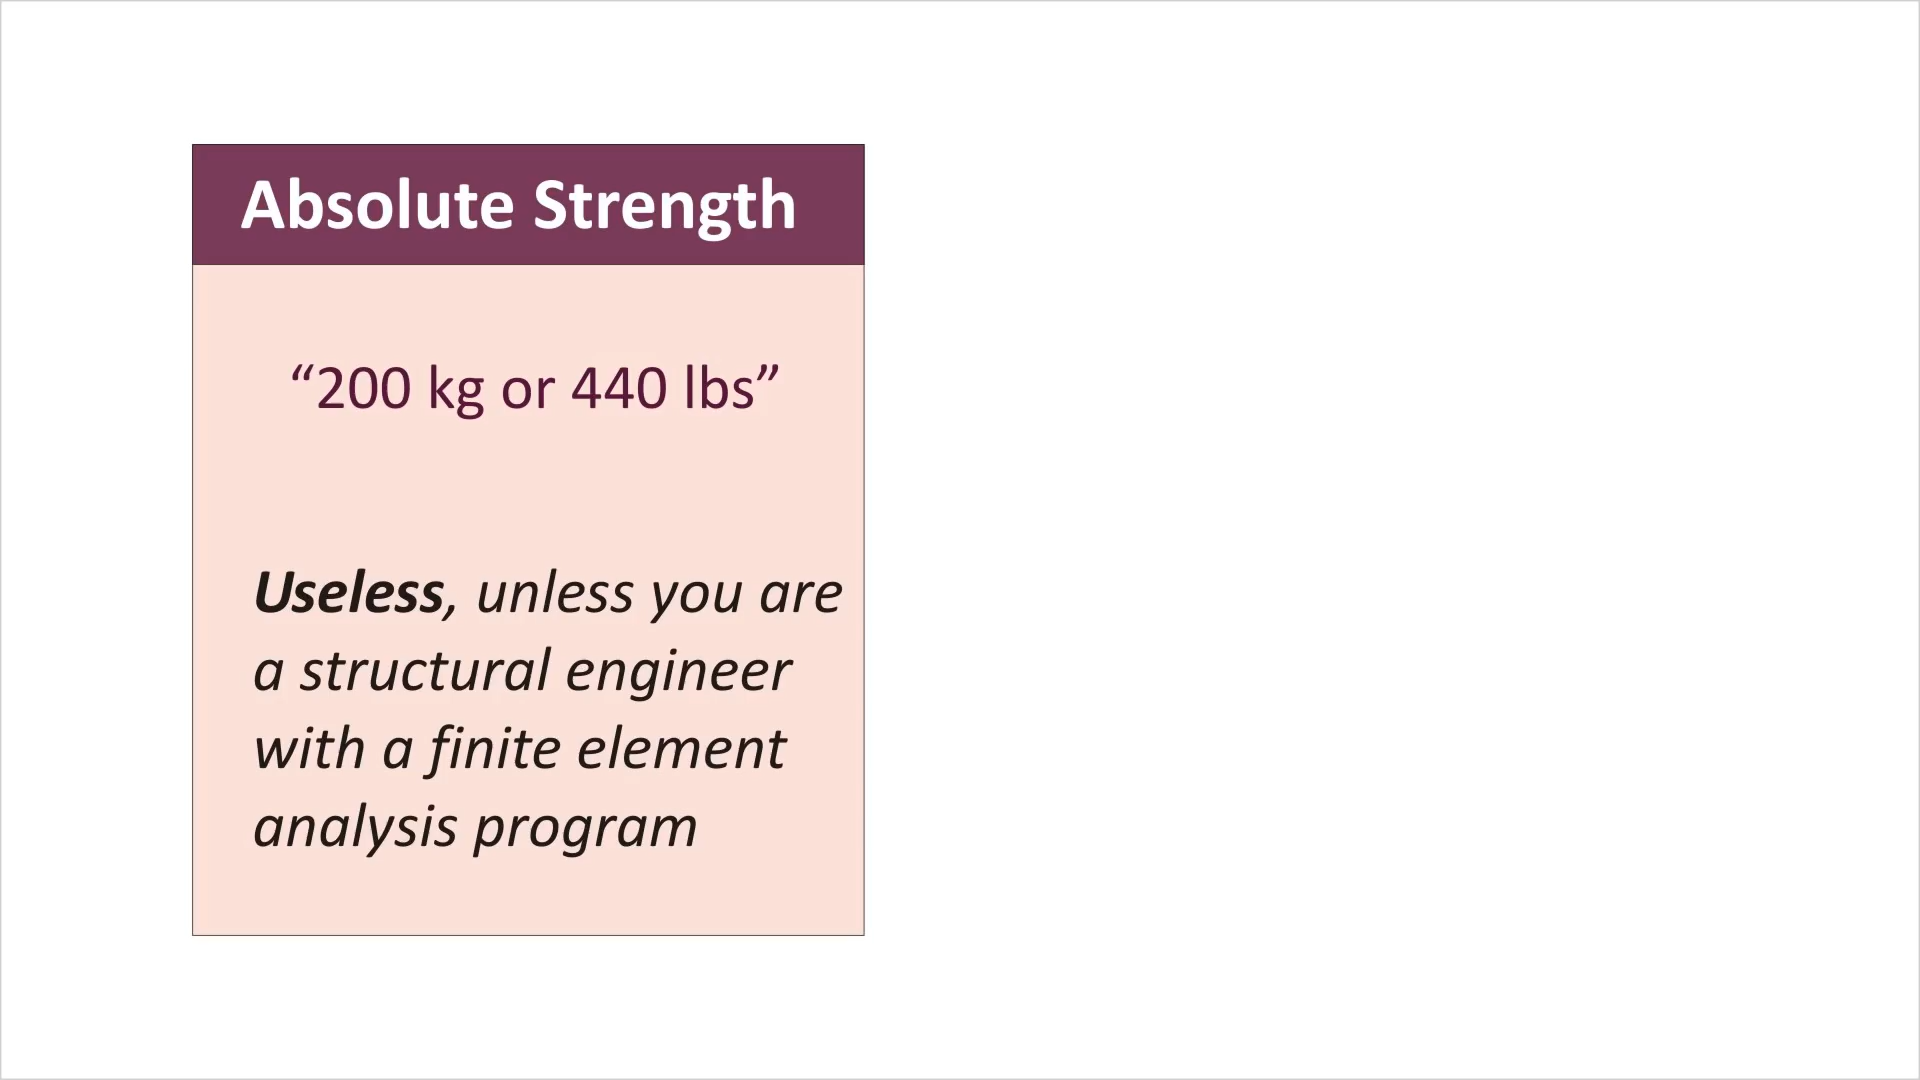 Absolute Strength
“200 kg or 440 lbs”
Useless, unless you are
a structural engineer
with a finite element
analysis program